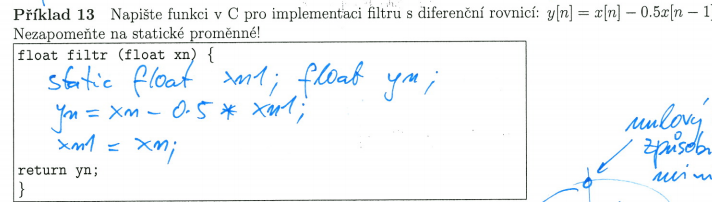 Příklad 13 Napište funkci v C pro implementaci filtru s diferenční rovnicí: y[n] = x[n] − 0.5x[n − 1]
Nezapomeňte na statické proměnné!
float filtr (float xn) {
static float xn1; float yn;
yn = xn - 0.5 * xn1;
xn1 = xn;
return yn;
}
nulový